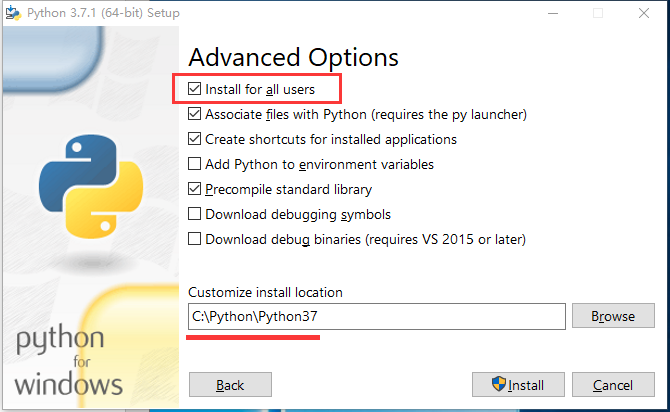 Python 3.7.1 (64-bit) Setup
Advanced Options
Install for all users
Associate files with Python (requires the py launcher)
Create shortcuts for installed applications
Add Python to environment variables
Precompile standard library
Download debugging symbols
Download debug binaries (requires VS 2015 or later)
Customize install location
C:\Python\Python37
Browse
python
for
windows
Back
Install
Cancel